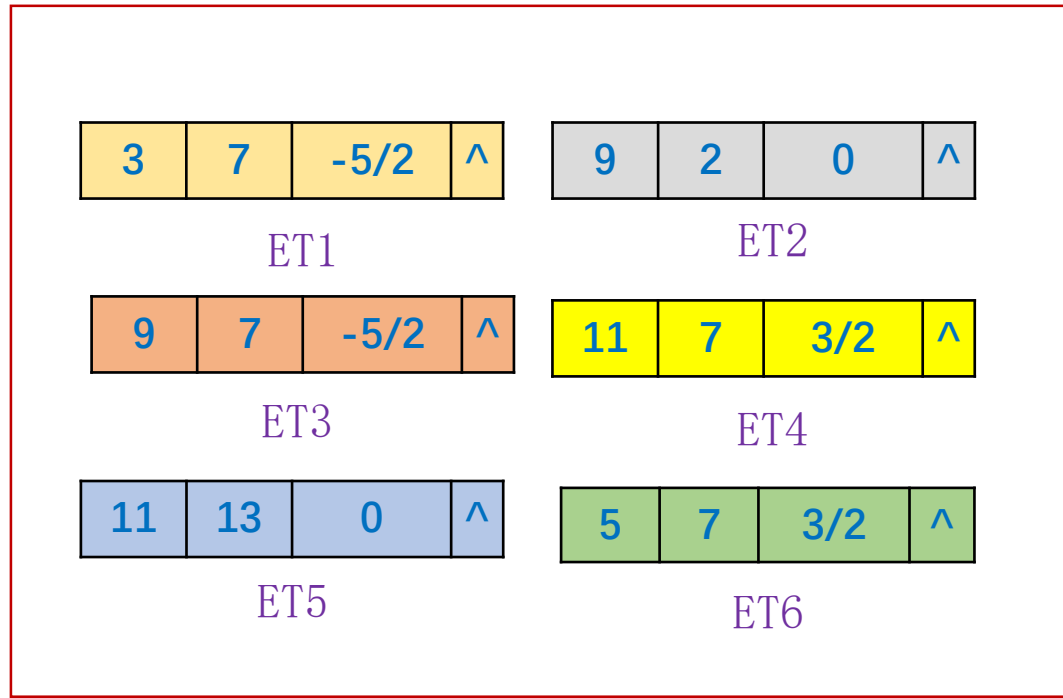 3 7 -5/2 ^ 9 2 0 ^
ET1 ET2
9 7 -5/2 ^ 11 7 3/2 ^
ET3 ET4
11 13 0 ^ 5 7 3/2 ^
ET5 ET6